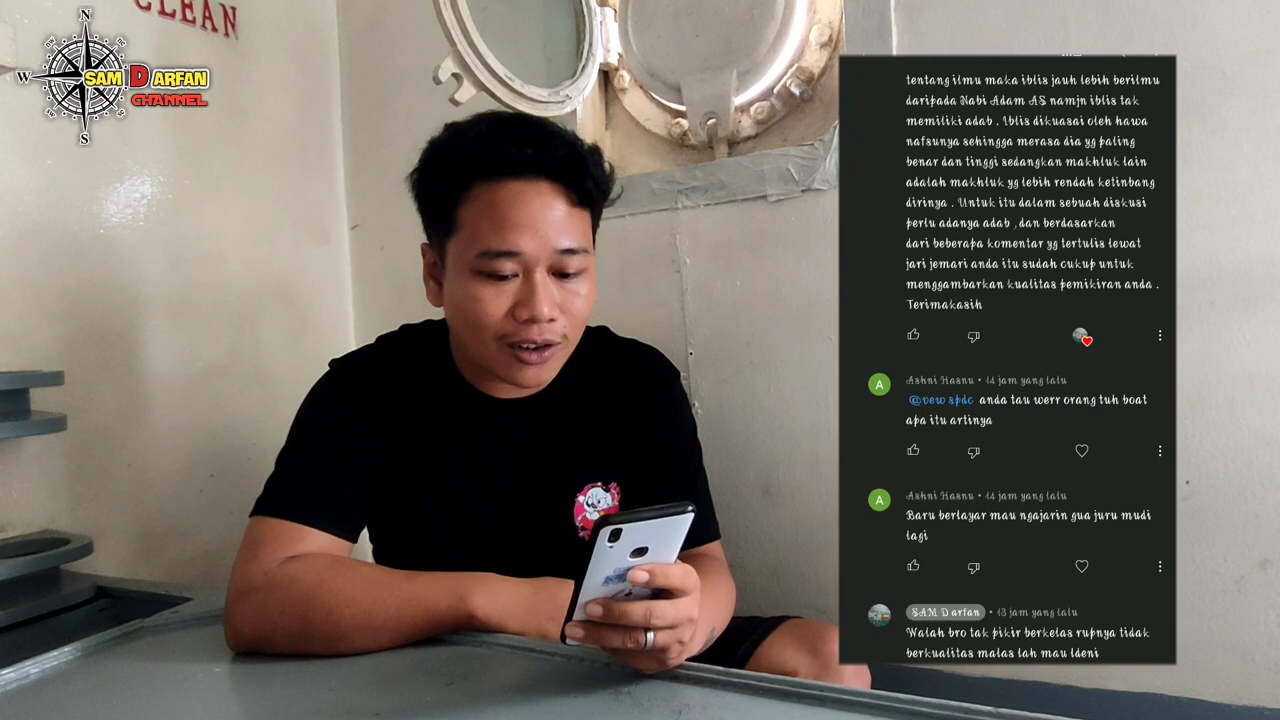 CLEAN
N
W
S
SAM DARFAN
CHANNEL
tentang ilmu maka iblis jauh lebih berilmu
daripada Nabi Adam AS namjn iblis tak
memiliki adab . Iblis dikuasai oleh hawa
nafsunya sehingga merasa dia yg paling
benar dan tinggi sedangkan makhluk lain
adalah makhluk yg lebih rendah ketinbang
dirinya . Untuk itu dalam sebuah diskusi
perlu adanya adab , dan berdasarkan
dari beberapa komentar yg tertulis lewat
jari jemari anda itu sudah cukup untuk
menggambarkan kualitas pemikiran anda .
Terimakasih
A
Ashni Hasnu • 14 jam yang lalu
@vew spdc anda tau werr orang tuh boat
apa itu artinya
A
Ashni Hasnu • 14 jam yang lalu
Baru berlayar mau ngajarin gua juru mudi
lagi
SAM D arfan • 13 jam yang lalu
Walah bro tak pikir berkelas rupnya tidak
berkualitas malas lah mau ldeni